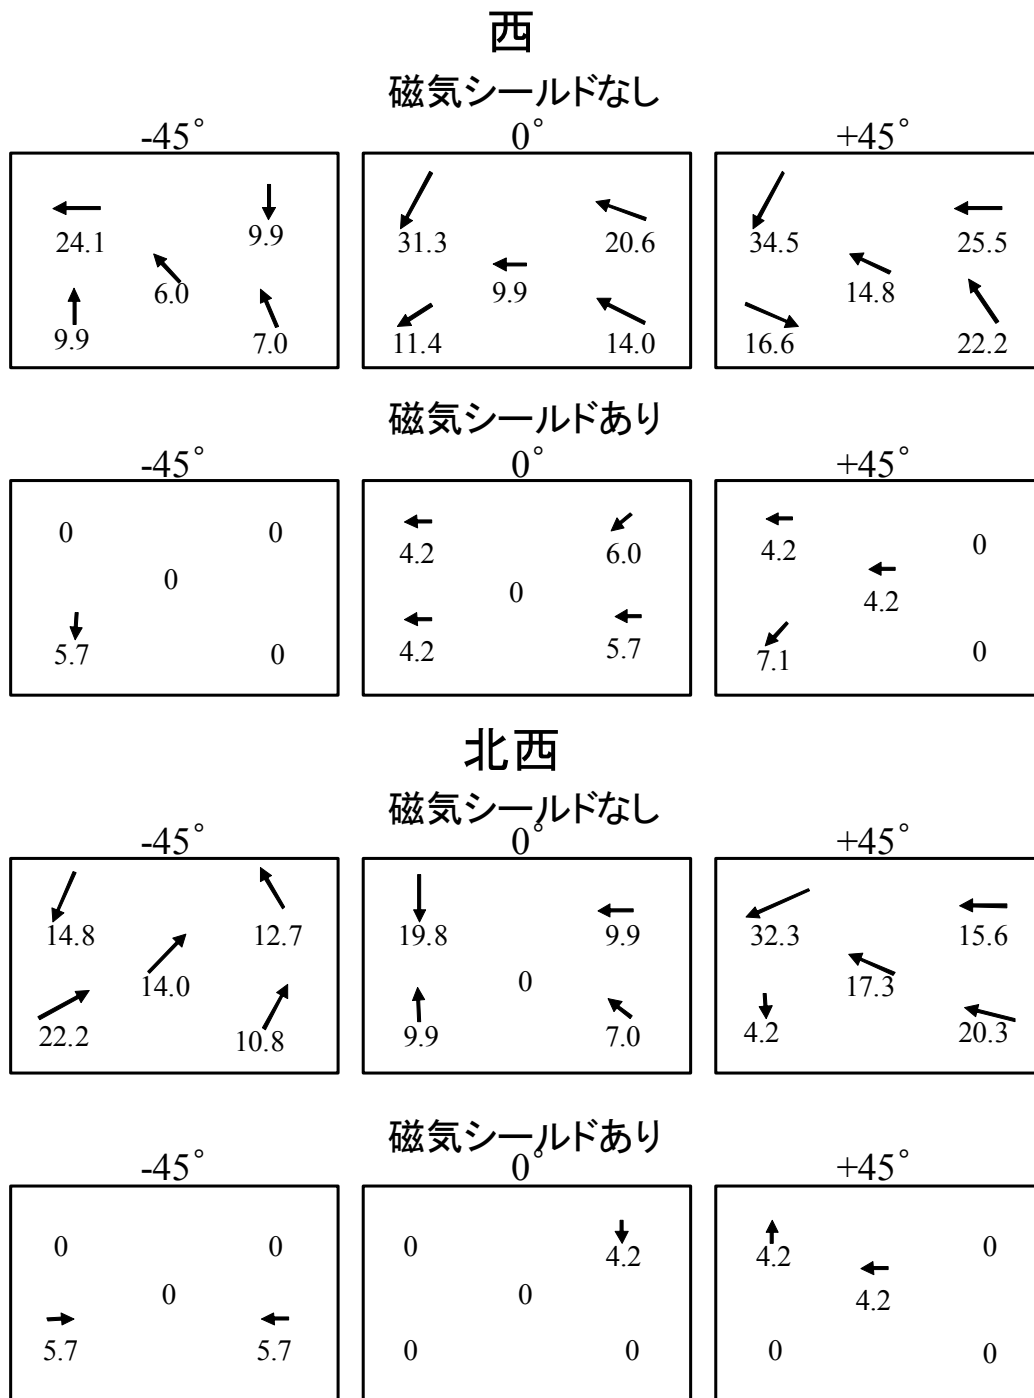 西
磁気シールドなし
-45° 0° +45°
24.1 9.9 6.0 9.9 7.0
31.3 20.6 9.9 11.4 14.0
34.5 25.5 14.8 16.6 22.2
磁気シールドあり
-45° 0° +45°
0 0 0 5.7 0
4.2 6.0 0 4.2 5.7
4.2 0 4.2 7.1 0
北西
磁気シールドなし
-45° 0° +45°
14.8 12.7 14.0 22.2 10.8
19.8 9.9 0 9.9 7.0
32.3 15.6 17.3 4.2 20.3
磁気シールドあり
-45° 0° +45°
0 0 0 5.7 5.7
0 4.2 0 0 0
4.2 0 4.2 0 0